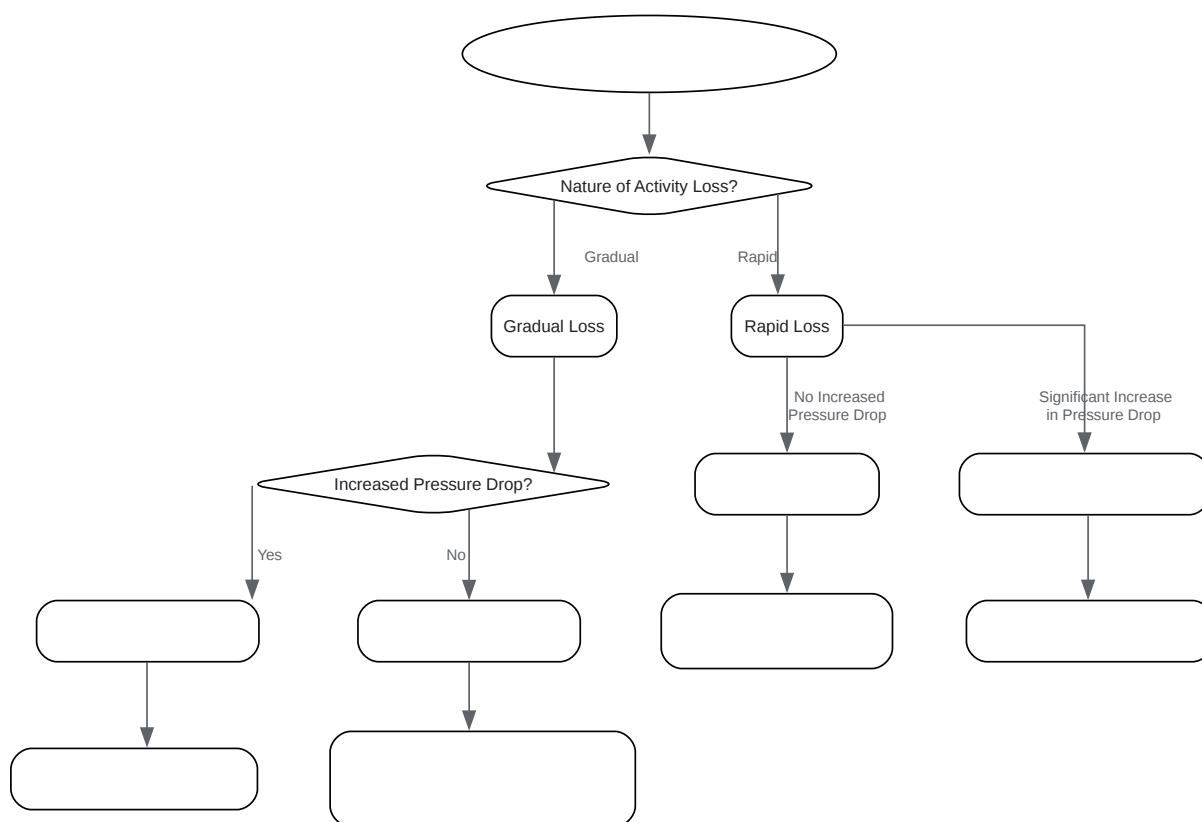 Nature of Activity Loss?
Gradual
Rapid
Gradual Loss
Rapid Loss
No Increased
Pressure Drop
Significant Increase
in Pressure Drop
Increased Pressure Drop?
Yes
No